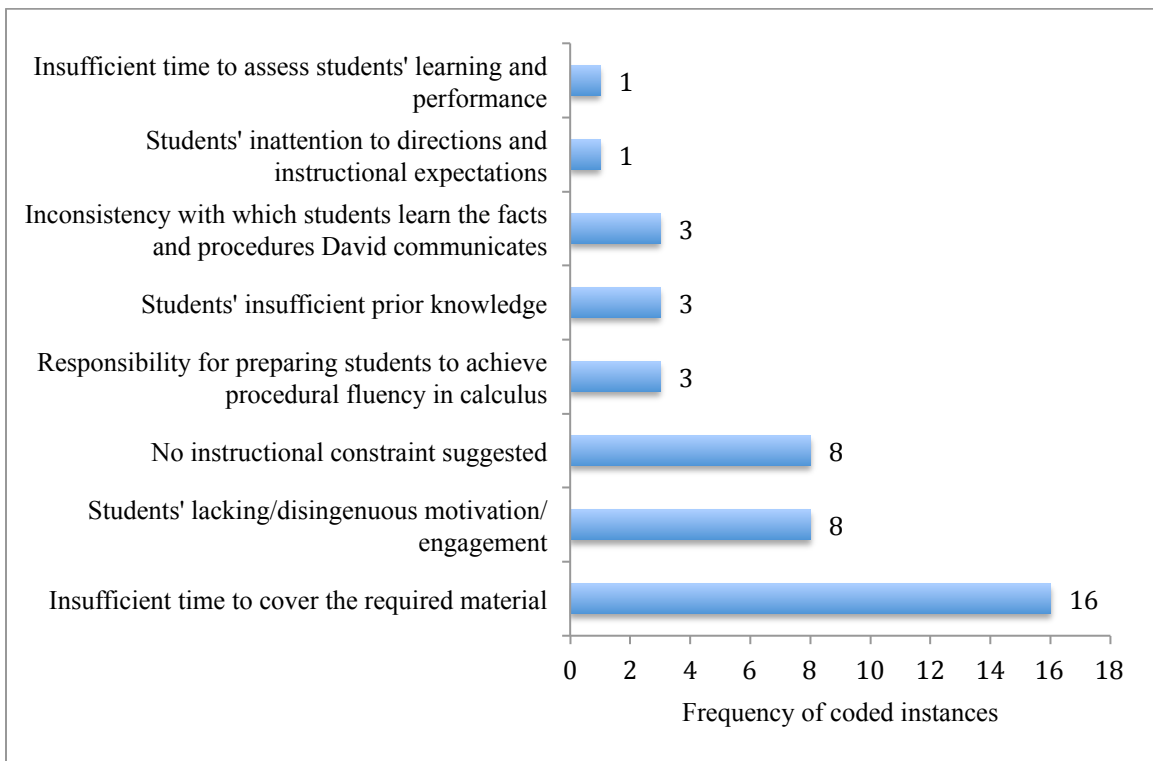 Insufficient time to assess students' learning and
performance
1
Students' inattention to directions and
instructional expectations
1
Inconsistency with which students learn the facts
and procedures David communicates
3
Students' insufficient prior knowledge
3
Responsibility for preparing students to achieve
procedural fluency in calculus
3
No instructional constraint suggested
8
Students' lacking/disingenuous motivation/
engagement
8
Insufficient time to cover the required material
16
0 2 4 6 8 10 12 14 16 18
Frequency of coded instances